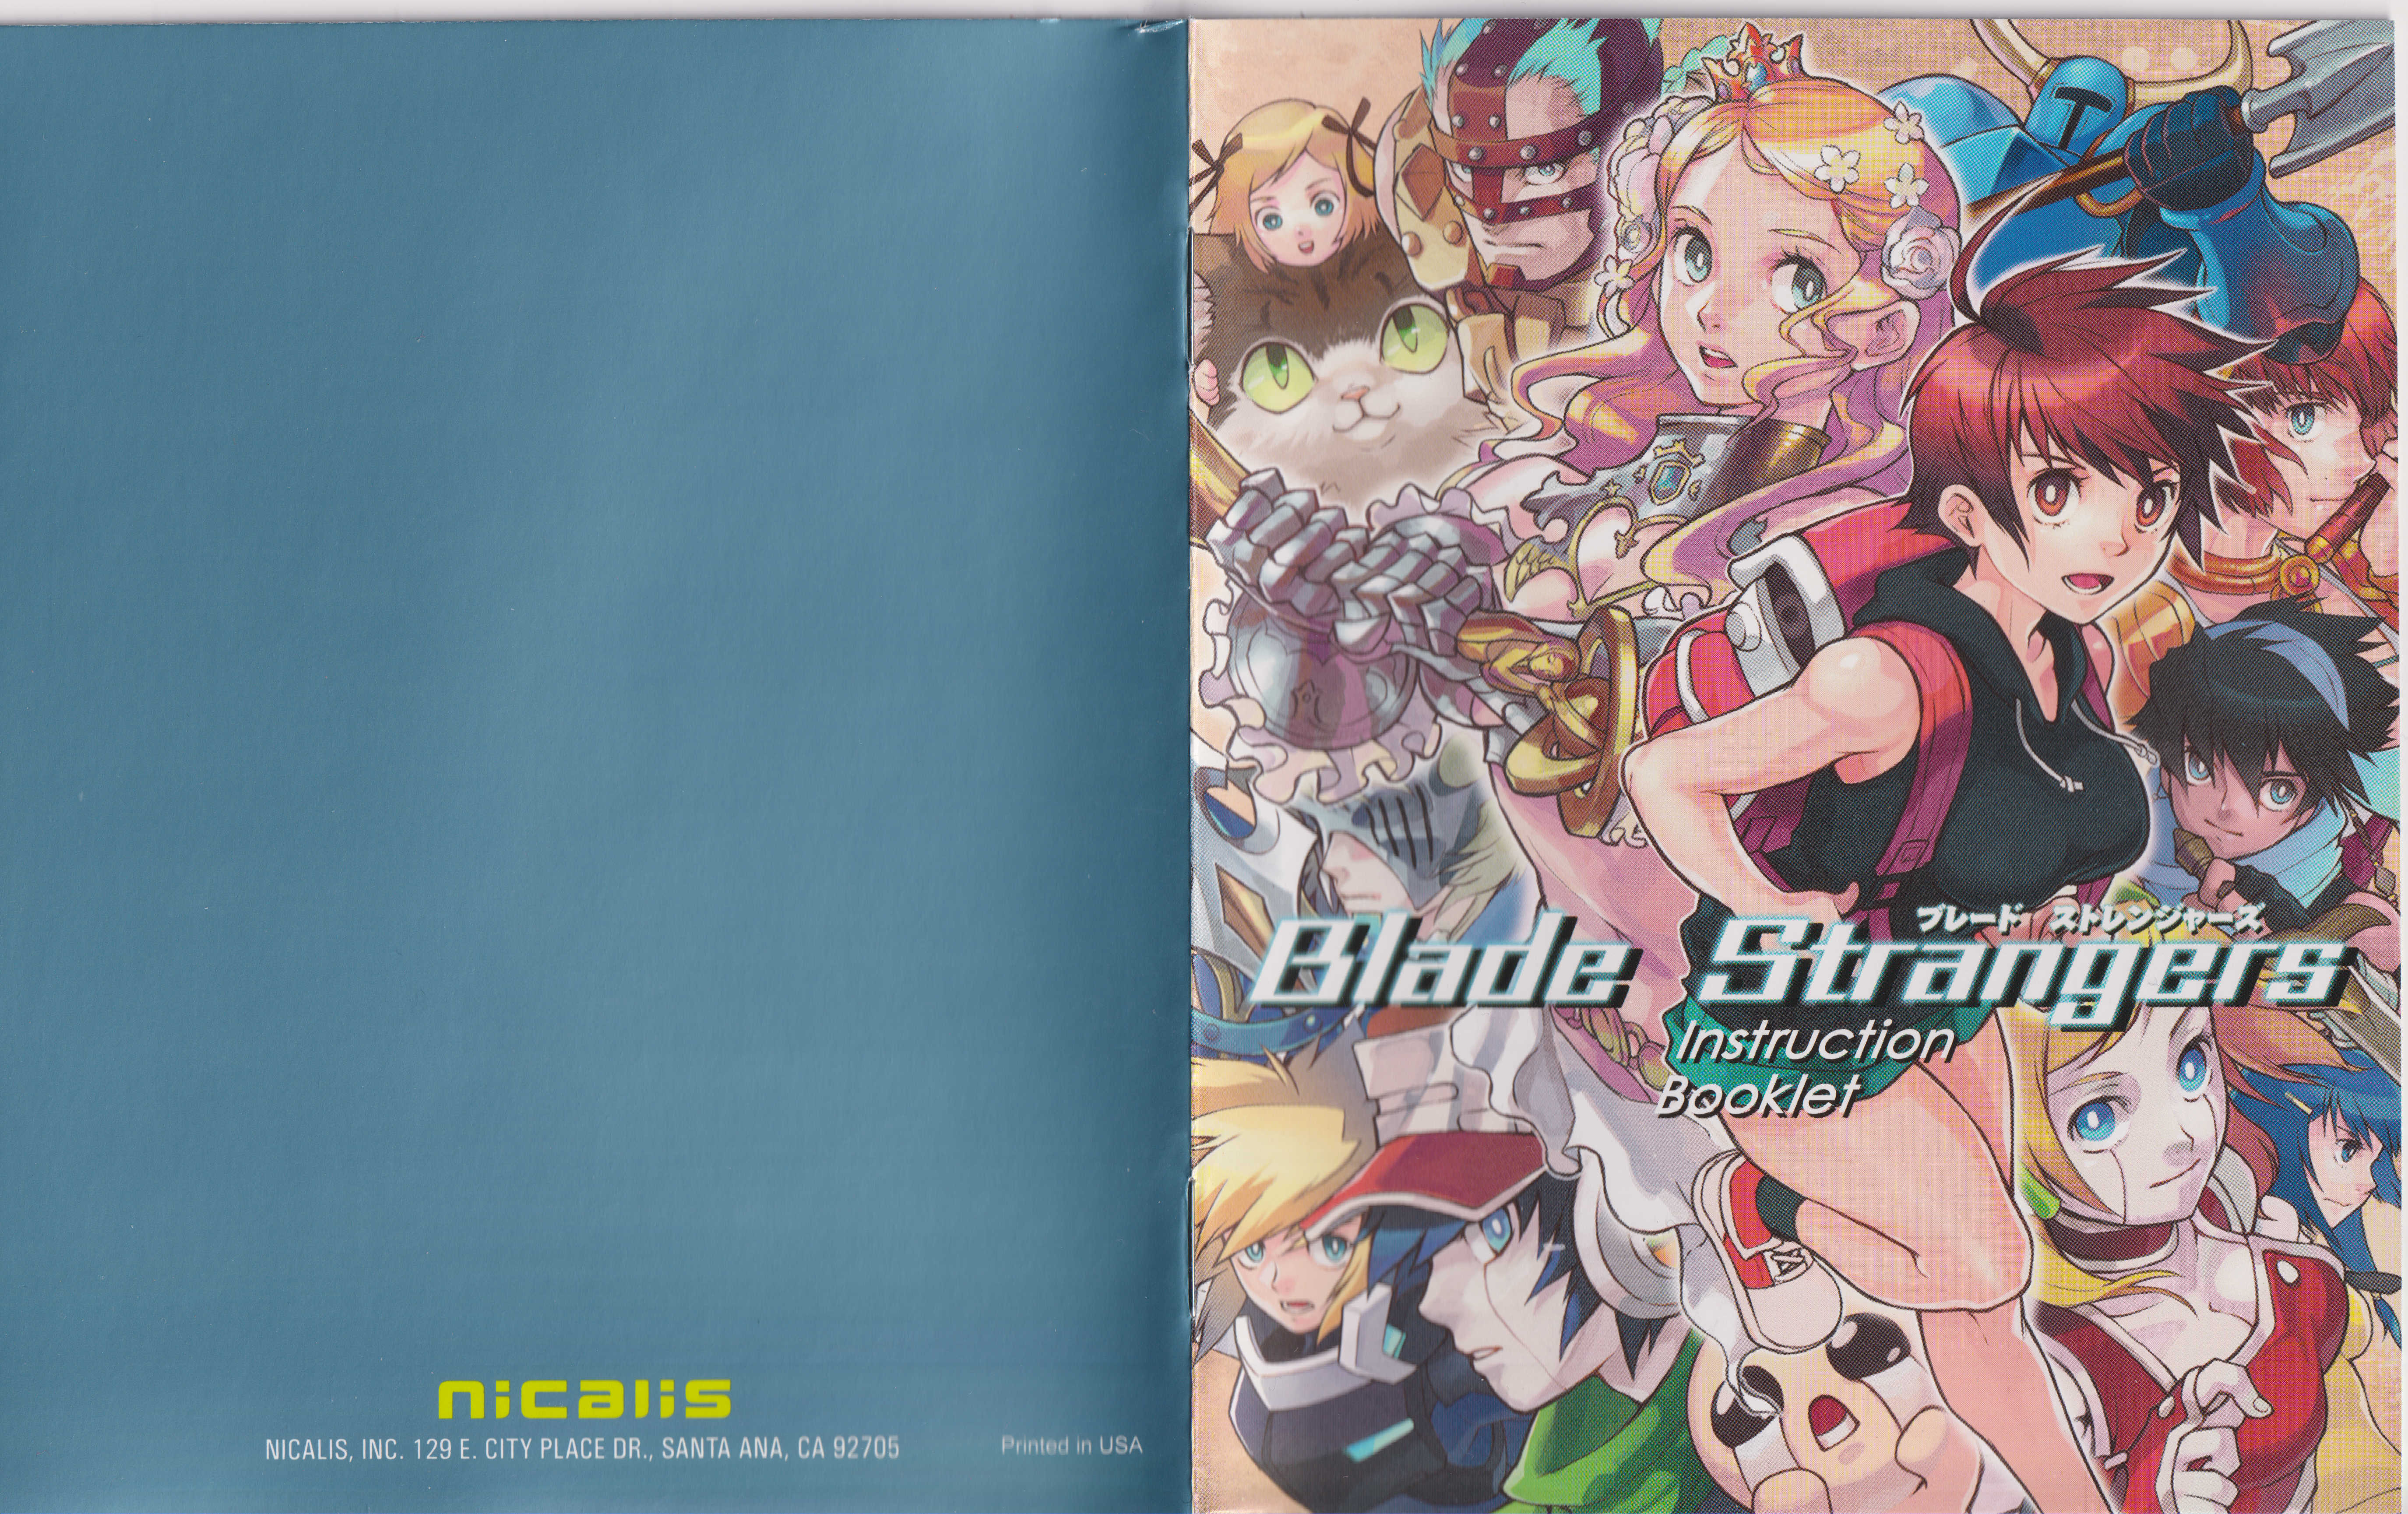 nicalis
NICALIS, INC. 129 E. CITY PLACE DR., SANTA ANA, CA 92705
Printed in USA
ブレード ストレンジャーズ
Blade Strangers
Instruction
Booklet